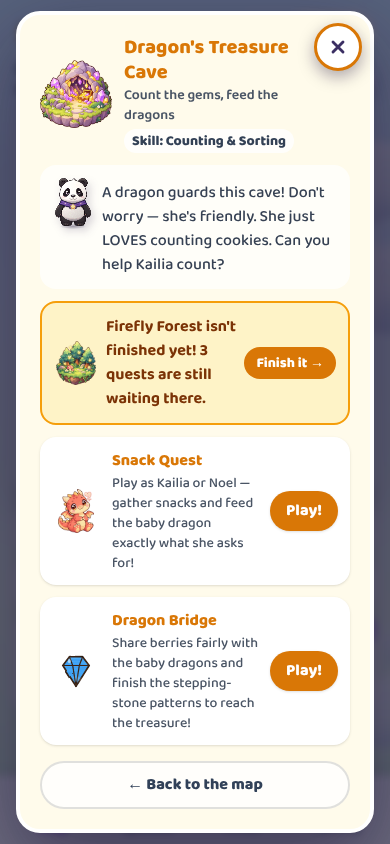 Dragon's Treasure
Cave
Count the gems, feed the
dragons
Skill: Counting & Sorting
A dragon guards this cave! Don't
worry — she's friendly. She just
LOVES counting cookies. Can you
help Kailia count?
Firefly Forest isn't
finished yet! 3
quests are still
waiting there.
Finish it →
Snack Quest
Play as Kailia or Noel —
gather snacks and feed
the baby dragon
exactly what she asks
for!
Play!
Dragon Bridge
Share berries fairly with
the baby dragons and
finish the stepping-
stone patterns to reach
the treasure!
Play!
← Back to the map